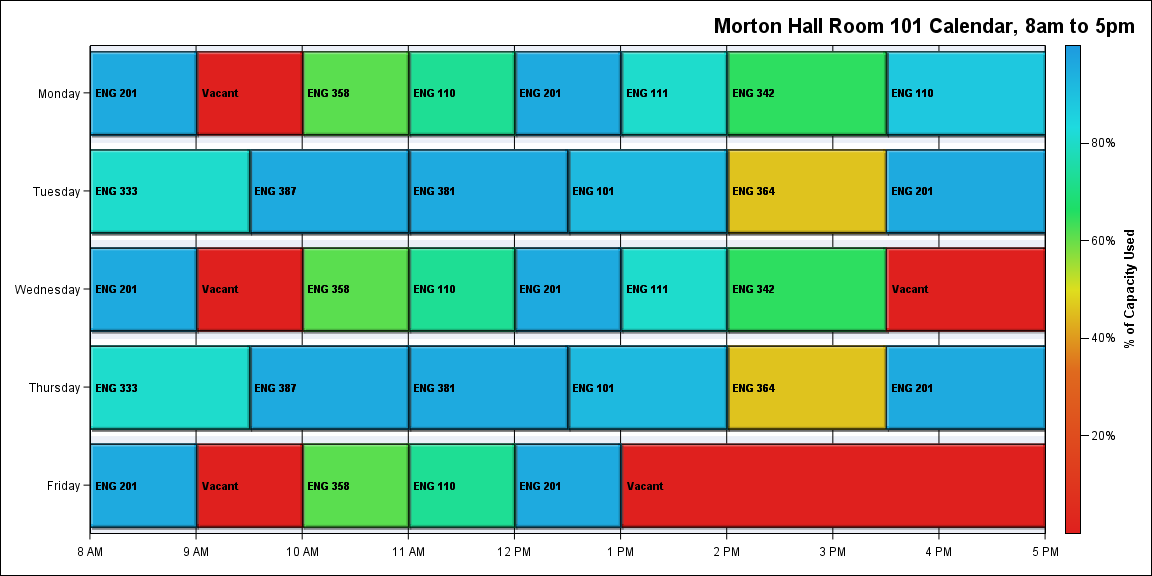 Morton Hall Room 101 Calendar, 8am to 5pm
Monday
ENG 201
Vacant
ENG 358
ENG 110
ENG 201
ENG 111
ENG 342
ENG 110
Tuesday
ENG 333
ENG 387
ENG 381
ENG 101
ENG 364
ENG 201
Wednesday
ENG 201
Vacant
ENG 358
ENG 110
ENG 201
ENG 111
ENG 342
Vacant
Thursday
ENG 333
ENG 387
ENG 381
ENG 101
ENG 364
ENG 201
Friday
ENG 201
Vacant
ENG 358
ENG 110
ENG 201
Vacant
8 AM
9 AM
10 AM
11 AM
12 PM
1 PM
2 PM
3 PM
4 PM
5 PM
80%
60%
40%
20%
% of Capacity Used